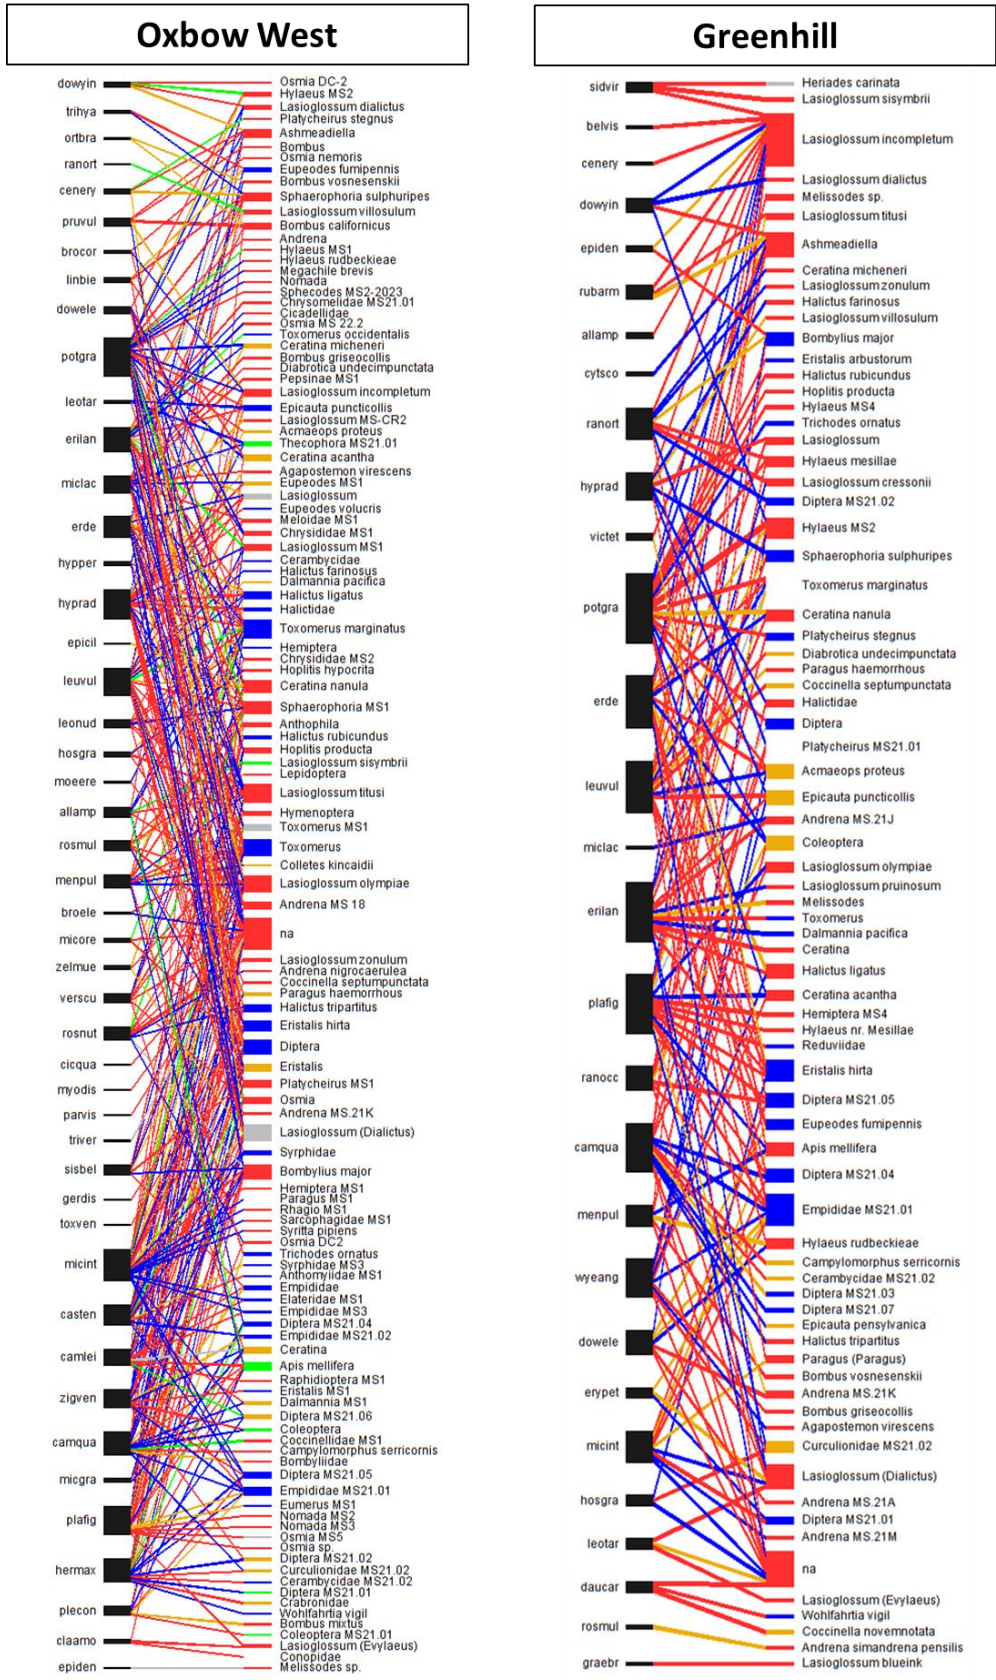 Oxbow West
dowyin
trihya
ortbra
ranort
cenery
pruvul
brocor
linbie
dowele
potgra
leotar
erilan
miclac
erde
hypper
hyprad
epicil
leuvul
leonud
hosgra
moeere
allamp
rosmul
menpul
broele
micore
zelmue
verscu
rosnut
cicqua
myodis
parvis
triver
sisbel
gerdis
toxven
micint
casten
camlei
zigven
camqua
micgra
plafig
hermax
plecon
claamo
epiden
Osmia DC-2
Hylaeus MS2
Lasioglossum dialictus
Platycheirus stegnus
Ashmeadiella
Bombus
Osmia nemoris
Eupeodes fumipennis
Bombus vosnesenskii
Sphaerophoria sulphuripes
Lasioglossum villosulum
Bombus californicus
Andrena
Hylaeus MS1
Hylaeus rudbeckieae
Megachile brevis
Nomada
Sphecodes MS2-2023
Chrysomelidae MS21.01
Cicadellidae
Osmia MS 22.2
Toxomerus occidentalis
Ceratina micheneri
Bombus griseocollis
Diabrotica undecimpunctata
Pepsinae MS1
Lasioglossum incompletum
Epicauta puncticollis
Lasioglossum MS-CR2
Acmaeops proteus
Thecophora MS21.01
Ceratina acantha
Agapostemon virescens
Eupeodes MS1
Lasioglossum
Eupeodes volucris
Meloidae MS1
Chrysididae MS1
Lasioglossum MS1
Cerambycidae
Halictus farinosus
Dalmannia pacifica
Halictus ligatus
Halictidae
Toxomerus marginatus
Hemiptera
Chrysididae MS2
Hoplitis hypocrita
Ceratina nanula
Sphaerophoria MS1
Anthophila
Halictus rubicundus
Hoplitis producta
Lasioglossum sisymbrii
Lepidoptera
Lasioglossum titusi
Hymenoptera
Toxomerus MS1
Toxomerus
Colletes kincaidii
Lasioglossum olympiae
Andrena MS 18
na
Lasioglossum zonulum
Andrena nigrocaerulea
Coccinella septumpunctata
Paragus haemorrhous
Halictus tripartitus
Eristalis hirta
Diptera
Eristalis
Platycheirus MS1
Osmia
Andrena MS.21K
Lasioglossum (Dialictus)
Syrphidae
Bombylius major
Hemiptera MS1
Paragus MS1
Rhagio MS1
Sarcophagidae MS1
Syritta pipiens
Osmia DC2
Trichodes ornatus
Syrphidae MS3
Anthomyiidae MS1
Empididae
Elateridae MS1
Empididae MS3
Diptera MS21.04
Empididae MS21.02
Ceratina
Apis mellifera
Raphidioptera MS1
Eristalis MS1
Dalmannia MS1
Diptera MS21.06
Coleoptera
Coccinellidae MS1
Campylomorphus serricornis
Bombyliidae
Diptera MS21.05
Empididae MS21.01
Eumerus MS1
Nomada MS2
Nomada MS3
Osmia MS5
Osmia sp.
Diptera MS21.02
Curculionidae MS21.02
Cerambycidae MS21.02
Diptera MS21.01
Crabronidae
Wohlfahrtia vigil
Bombus mixtus
Coleoptera MS21.01
Lasioglossum (Evylaeus)
Conopidae
Melissodes sp.
Greenhill
sidvir
belvis
cenery
dowyin
epiden
rubarm
allamp
cytsco
ranort
hyprad
victet
potgra
erde
leuvul
miclac
erilan
plafig
ranocc
camqua
menpul
wyeang
dowele
erypet
micint
hosgra
leotar
daucar
rosmul
graebr
Heriades carinata
Lasioglossum sisymbrii
Lasioglossum incompletum
Lasioglossum dialictus
Melissodes sp.
Lasioglossum titusi
Ashmeadiella
Ceratina micheneri
Lasioglossum zonulum
Halictus farinosus
Lasioglossum villosulum
Bombylius major
Eristalis arbustorum
Halictus rubicundus
Hoplitis producta
Hylaeus MS4
Trichodes ornatus
Lasioglossum
Hylaeus mesillae
Lasioglossum cressonii
Diptera MS21.02
Hylaeus MS2
Sphaerophoria sulphuripes
Toxomerus marginatus
Ceratina nanula
Platycheirus stegnus
Diabrotica undecimpunctata
Paragus haemorrhous
Coccinella septumpunctata
Halictidae
Diptera
Platycheirus MS21.01
Acmaeops proteus
Epicauta puncticollis
Andrena MS.21J
Coleoptera
Lasioglossum olympiae
Lasioglossum pruinosum
Melissodes
Toxomerus
Dalmannia pacifica
Ceratina
Halictus ligatus
Ceratina acantha
Hemiptera MS4
Hylaeus nr. Mesillae
Reduviidae
Eristalis hirta
Diptera MS21.05
Eupeodes fumipennis
Apis mellifera
Diptera MS21.04
Empididae MS21.01
Hylaeus rudbeckieae
Campylomorphus serricornis
Cerambycidae MS21.02
Diptera MS21.03
Diptera MS21.07
Epicauta pensylvanica
Halictus tripartitus
Paragus (Paragus)
Bombus vosnesenskii
Andrena MS.21K
Bombus griseocollis
Agapostemon virescens
Curculionidae MS21.02
Lasioglossum (Dialictus)
Andrena MS.21A
Diptera MS21.01
Andrena MS.21M
na
Lasioglossum (Evylaeus)
Wohlfahrtia vigil
Coccinella novemnotata
Andrena simandrena pensilis
Lasioglossum blueink